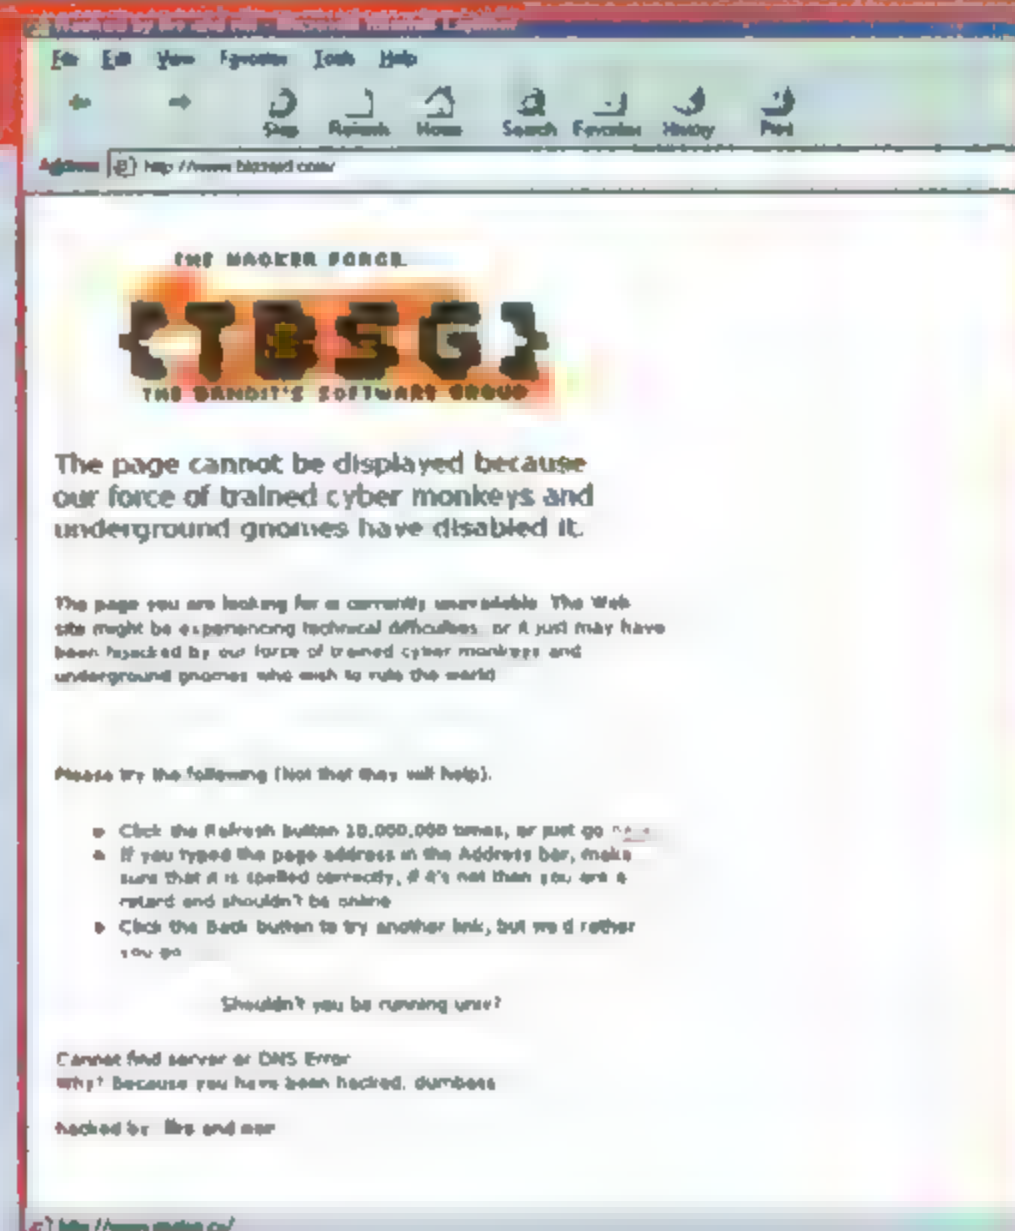 File Edit View Favorites Tools Help
Stop Refresh Home Search Favorites History Print
Address http://www.blizzard.com/
THE HACKER FORCE
{TBSG}
THE BANDIT'S SOFTWARE GROUP
The page cannot be displayed because
our force of trained cyber monkeys and
underground gnomes have disabled it.
The page you are looking for is currently unavailable. The Web
site might be experiencing technical difficulties, or it just may have
been hijacked by our force of trained cyber monkeys and
underground gnomes who wish to rule the world
Please try the following (Not that they will help).
Click the Refresh button 10,000,000 times, or just go
If you typed the page address in the Address bar, make
sure that it is spelled correctly, if it's not than you are a
retard and shouldn't be online
Click the Back button to try another link, but we'd rather
you go
Shouldn't you be running unix?
Cannot find server or DNS Error
Why? Because you have been hacked, dumbass
hacked by and